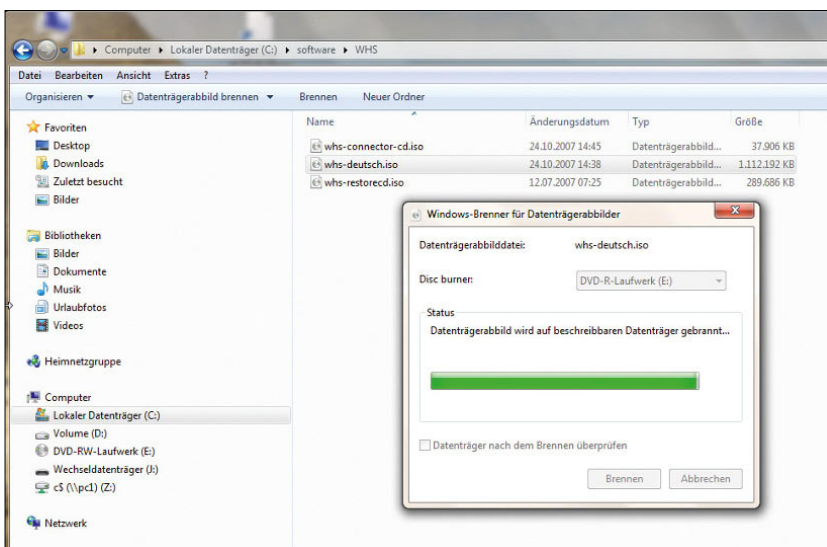 Computer ▸ Lokaler Datenträger (C:) ▸ software ▸ WHS
Datei Bearbeiten Ansicht Extras ?
Organisieren Datenträgerabbild brennen Brennen Neuer Ordner
Favoriten
Desktop
Downloads
Zuletzt besucht
Bilder
Bibliotheken
Bilder
Dokumente
Musik
Urlaubfotos
Videos
Heimnetzgruppe
Computer
Lokaler Datenträger (C:)
Volume (D:)
DVD-RW-Laufwerk (E:)
Wechseldatenträger (J:)
c$ (\\pc1) (Z:)
Netzwerk
Name Änderungsdatum Typ Größe
whs-connector-cd.iso 24.10.2007 14:45 Datenträgerabbild... 37.906 KB
whs-deutsch.iso 24.10.2007 14:38 Datenträgerabbild... 1.112.192 KB
whs-restorecd.iso 12.07.2007 07:25 Datenträgerabbild... 289.686 KB
Windows-Brenner für Datenträgerabbilder
Datenträgerabbilddatei: whs-deutsch.iso
Disc burner: DVD-R-Laufwerk (E:)
Status
Datenträgerabbild wird auf beschreibbaren Datenträger gebrannt...
Datenträger nach dem Brennen überprüfen
Brennen Abbrechen